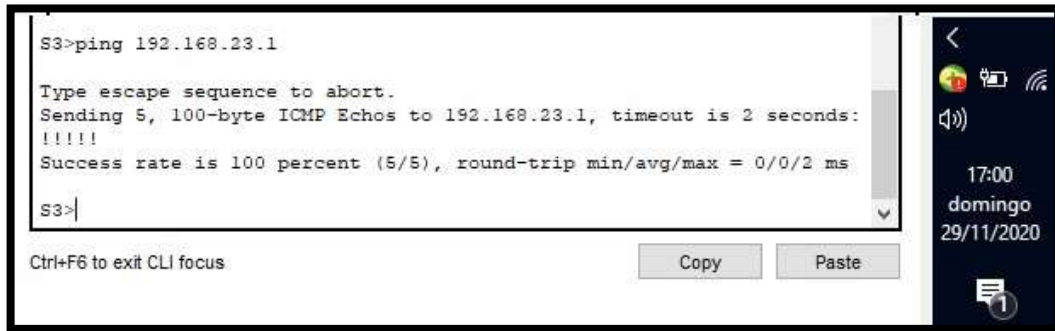 S3>ping 192.168.23.1
Type escape sequence to abort.
Sending 5, 100-byte ICMP Echos to 192.168.23.1, timeout is 2 seconds:
!!!!!
Success rate is 100 percent (5/5), round-trip min/avg/max = 0/0/2 ms
S3>
Ctrl+F6 to exit CLI focus
Copy
Paste
17:00
domingo
29/11/2020
1